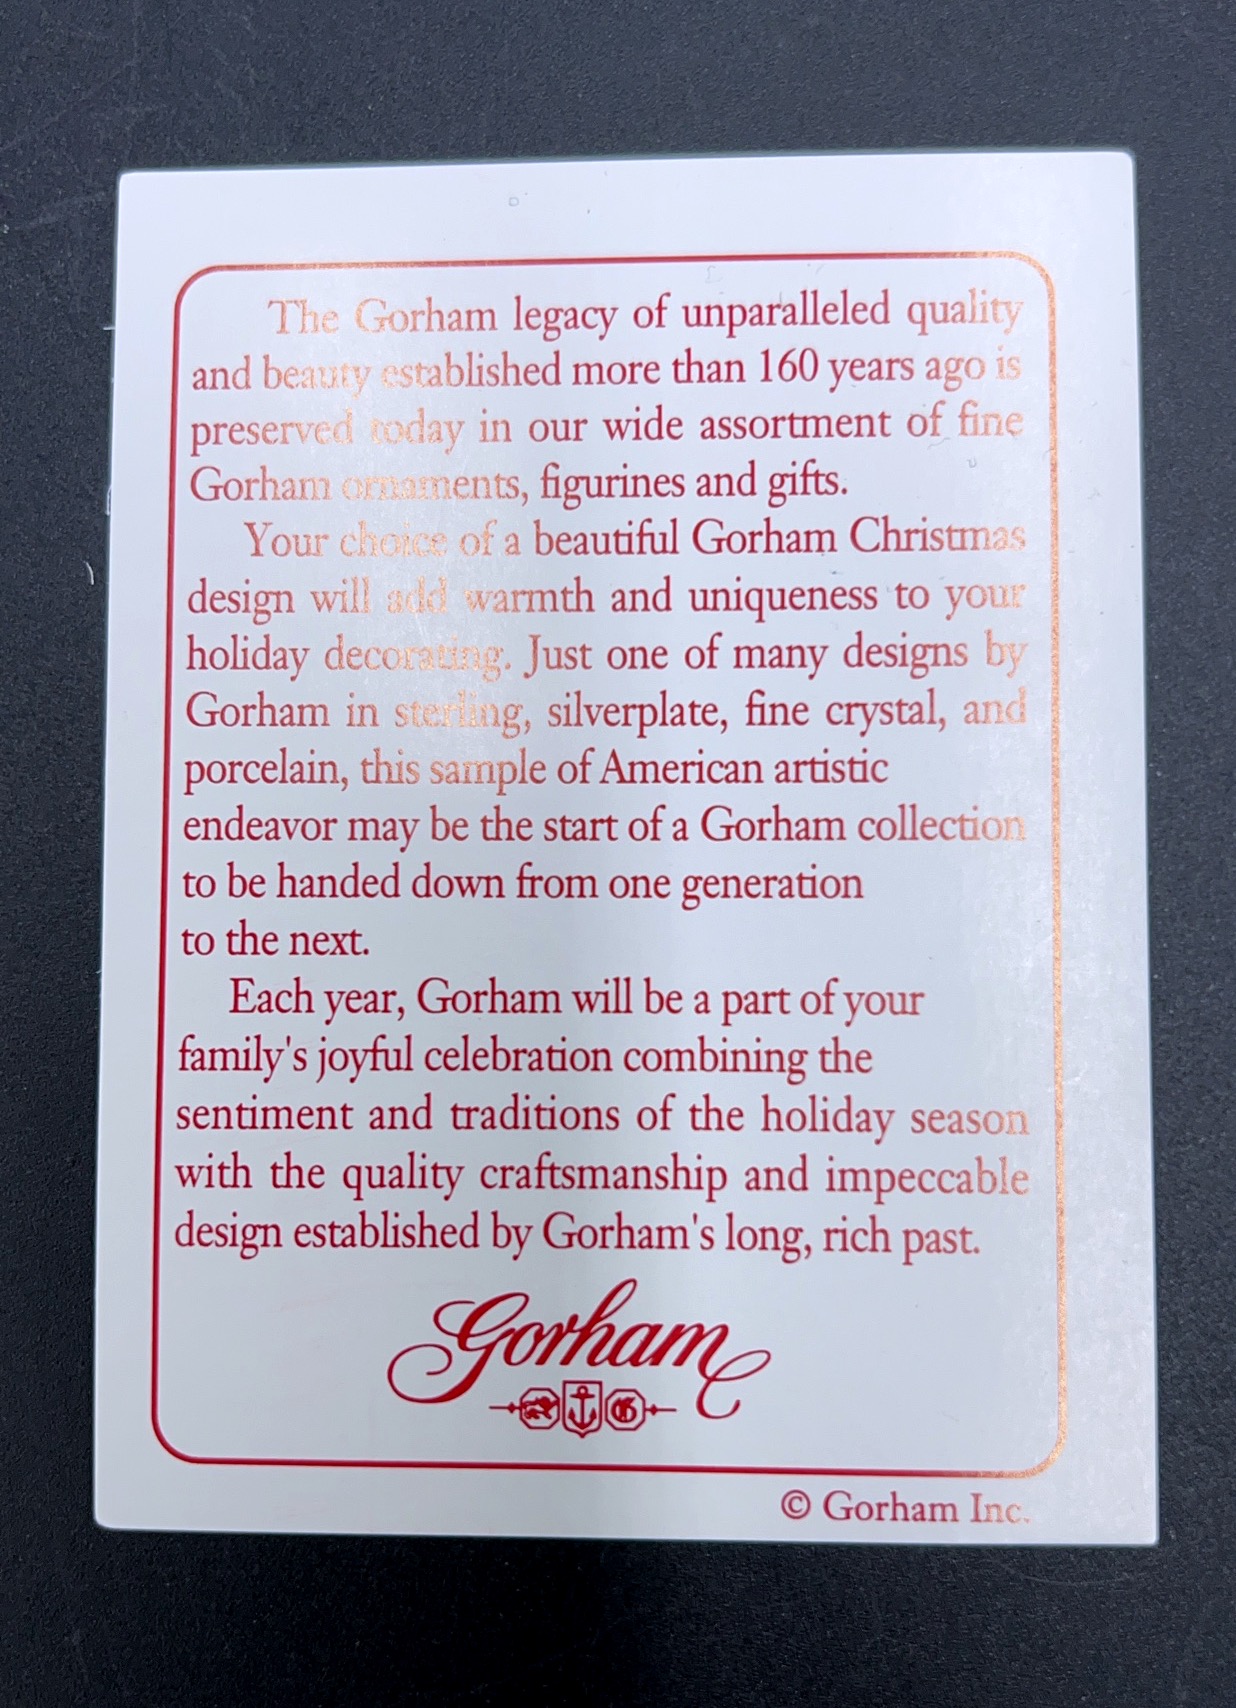 The Gorham legacy of unparalleled quality
and beauty established more than 160 years ago is
preserved today in our wide assortment of fine
Gorham ornaments, figurines and gifts.
Your choice of a beautiful Gorham Christmas
design will add warmth and uniqueness to your
holiday decorating. Just one of many designs by
Gorham in sterling, silverplate, fine crystal, and
porcelain, this sample of American artistic
endeavor may be the start of a Gorham collection
to be handed down from one generation
to the next.
Each year, Gorham will be a part of your
family's joyful celebration combining the
sentiment and traditions of the holiday season
with the quality craftsmanship and impeccable
design established by Gorham's long, rich past.
Gorham
G
© Gorham Inc.